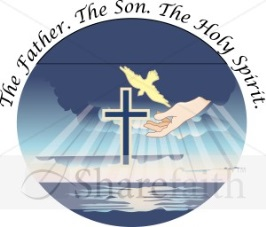 The Father. The Son. The Holy Spirit.
Sharefaith